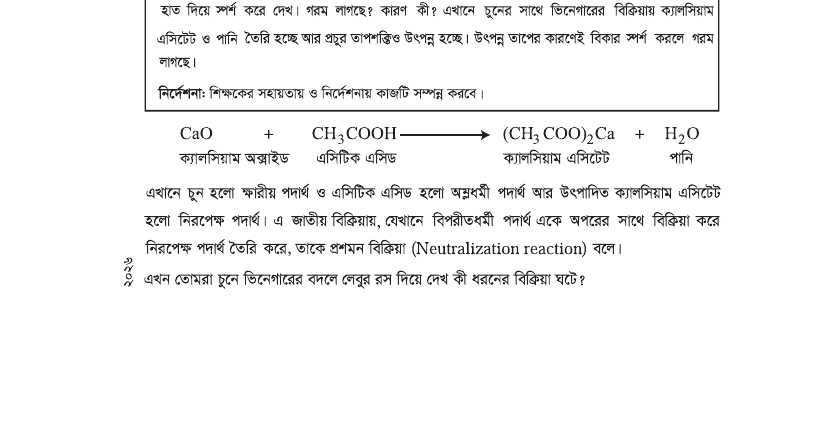 হাত দিয়ে স্পর্শ করে দেখ। গরম লাগছে? কারণ কী? এখানে চুনের সাথে ভিনেগারের বিক্রিয়ায় ক্যালসিয়াম
এসিটেট ও পানি তৈরি হচ্ছে আর প্রচুর তাপশক্তিও উৎপন্ন হচ্ছে। উৎপন্ন তাপের কারণেই বিকার স্পর্শ করলে গরম
লাগছে।
নির্দেশনা: শিক্ষকের সহায়তায় ও নির্দেশনায় কাজটি সম্পন্ন করবে।
CaO + CH₃COOH ⟶ (CH₃ COO)₂Ca + H₂O
ক্যালসিয়াম অক্সাইড এসিটিক এসিড ক্যালসিয়াম এসিটেট পানি
এখানে চুন হলো ক্ষারীয় পদার্থ ও এসিটিক এসিড হলো অম্লধর্মী পদার্থ আর উৎপাদিত ক্যালসিয়াম এসিটেট
হলো নিরপেক্ষ পদার্থ। এ জাতীয় বিক্রিয়ায়, যেখানে বিপরীতধর্মী পদার্থ একে অপরের সাথে বিক্রিয়া করে
নিরপেক্ষ পদার্থ তৈরি করে, তাকে প্রশমন বিক্রিয়া (Neutralization reaction) বলে।
২০২৬
এখন তোমরা চুনে ভিনেগারের বদলে লেবুর রস দিয়ে দেখ কী ধরনের বিক্রিয়া ঘটে?